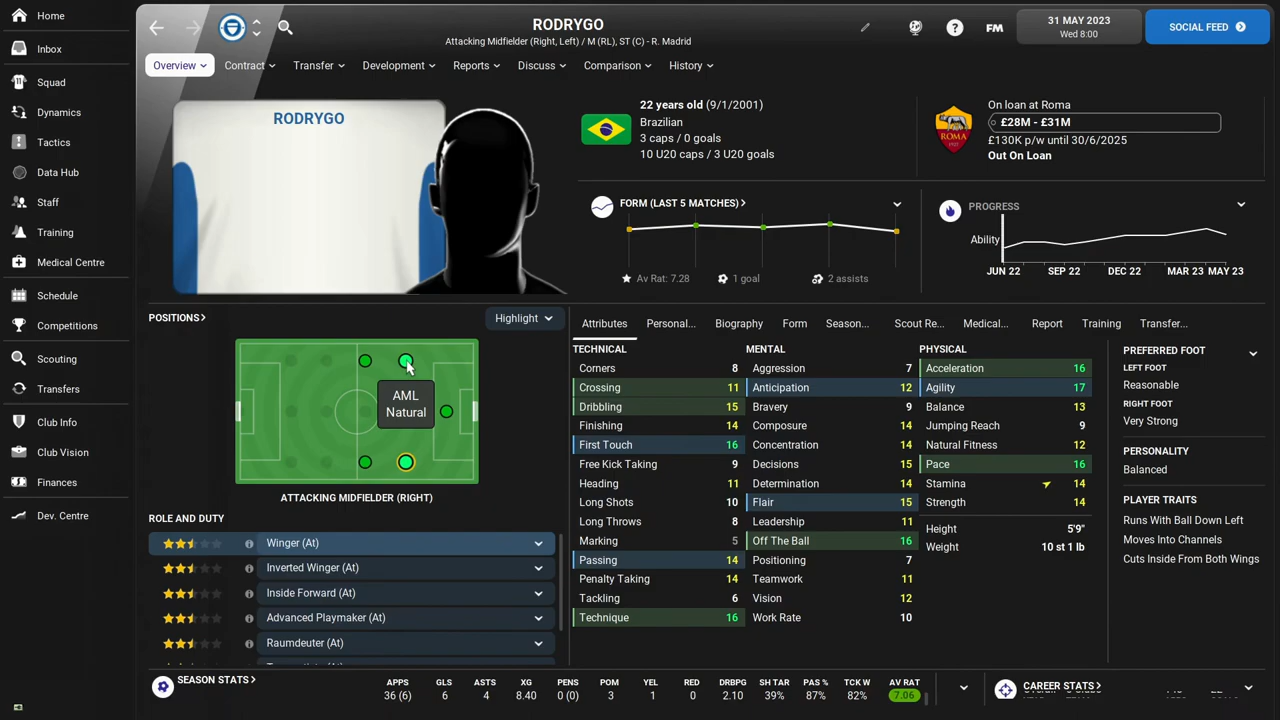 Home
Inbox
Squad
Dynamics
Tactics
Data Hub
Staff
Training
Medical Centre
Schedule
Competitions
Scouting
Transfers
Club Info
Club Vision
Finances
Dev. Centre
RODRYGO
Attacking Midfielder (Right, Left) / M (RL), ST (C) - R. Madrid
FM
31 MAY 2023
Wed 8:00
SOCIAL FEED
Overview Contract Transfer Development Reports Discuss Comparison History
RODRYGO
22 years old (9/1/2001)
Brazilian
3 caps / 0 goals
10 U20 caps / 3 U20 goals
ROMA
On loan at Roma
£28M - £31M
£130K p/w until 30/6/2025
Out On Loan
FORM (LAST 5 MATCHES)
Av Rat: 7.28 1 goal 2 assists
PROGRESS
Ability
JUN 22 SEP 22 DEC 22 MAR 23 MAY 23
POSITIONS
Highlight
AML
Natural
ATTACKING MIDFIELDER (RIGHT)
ROLE AND DUTY
Winger (At)
Inverted Winger (At)
Inside Forward (At)
Advanced Playmaker (At)
Raumdeuter (At)
Attributes Personal... Biography Form Season... Scout Re... Medical... Report Training Transfer...
TECHNICAL
Corners 8
Crossing 11
Dribbling 15
Finishing 14
First Touch 16
Free Kick Taking 9
Heading 11
Long Shots 10
Long Throws 8
Marking 5
Passing 14
Penalty Taking 14
Tackling 6
Technique 16
MENTAL
Aggression 7
Anticipation 12
Bravery 9
Composure 14
Concentration 14
Decisions 15
Determination 14
Flair 15
Leadership 11
Off The Ball 16
Positioning 7
Teamwork 11
Vision 12
Work Rate 10
PHYSICAL
Acceleration 16
Agility 17
Balance 13
Jumping Reach 9
Natural Fitness 12
Pace 16
Stamina 14
Strength 14
Height 5'9"
Weight 10 st 1 lb
PREFERRED FOOT
LEFT FOOT
Reasonable
RIGHT FOOT
Very Strong
PERSONALITY
Balanced
PLAYER TRAITS
Runs With Ball Down Left
Moves Into Channels
Cuts Inside From Both Wings
SEASON STATS
APPS GLS ASTS XG PENS POM YEL RED DRBPG SH TAR PAS % TCK W AV RAT
36 (6) 6 4 8.40 0 (0) 3 1 0 2.10 39% 87% 82% 7.06
CAREER STATS